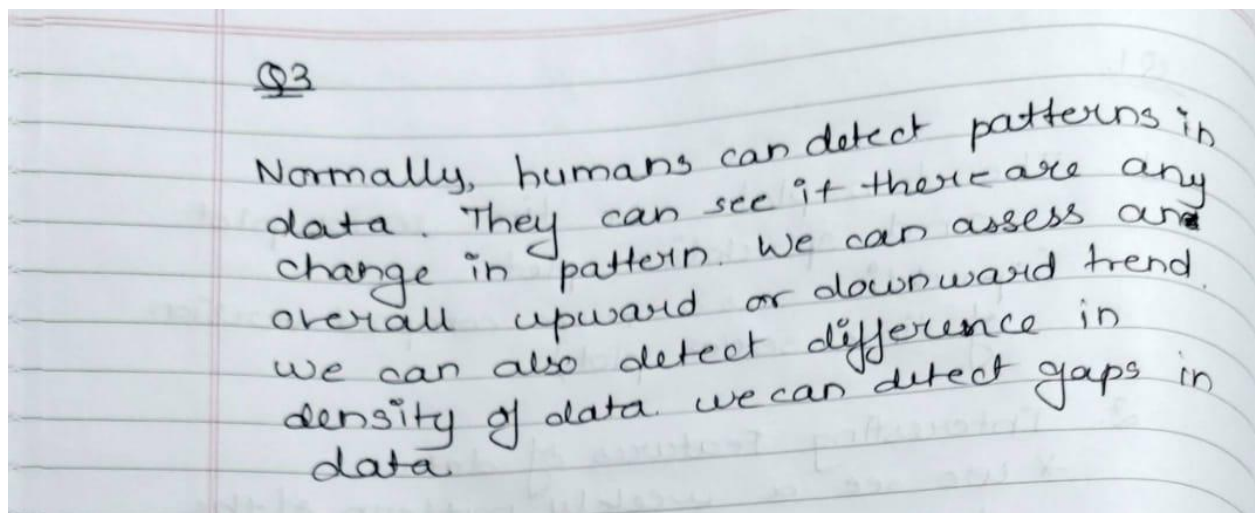 Q3
Normally, humans can detect patterns in
data. They can see if there are any
change in pattern. We can assess an
overall upward or downward trend.
we can also detect difference in
density of data. we can detect gaps in
data